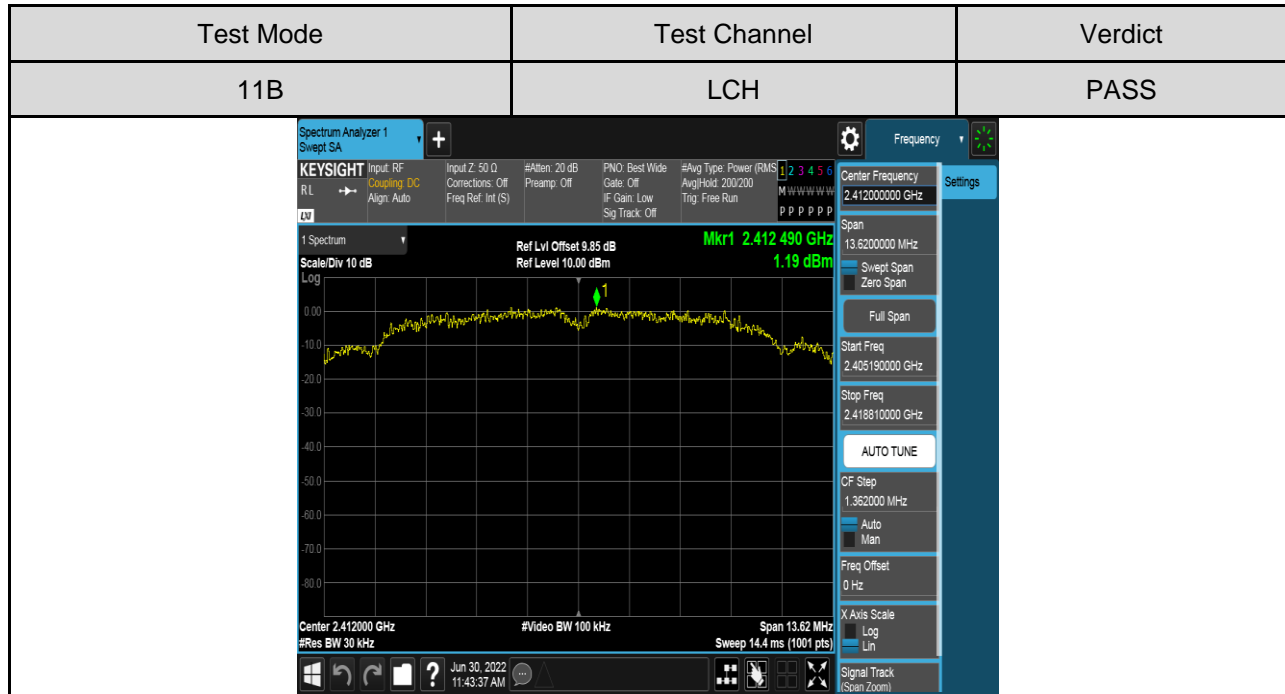 Test Mode Test Channel Verdict
11B LCH PASS
Spectrum Analyzer 1
Swept SA
+
Frequency
KEYSIGHT
RL
LXI
Input: RF
Coupling: DC
Align: Auto
Input Z: 50 Ω
Corrections: Off
Freq Ref: Int (S)
#Atten: 20 dB
Preamp: Off
PNO: Best Wide
Gate: Off
IF Gain: Low
Sig Track: Off
#Avg Type: Power (RMS
Avg|Hold: 200/200
Trig: Free Run
1 2 3 4 5 6
M W W W W W
P P P P P P
1 Spectrum
Scale/Div 10 dB
Log
Ref Lvl Offset 9.85 dB
Ref Level 10.00 dBm
Mkr1 2.412 490 GHz
1.19 dBm
1
0.00
-10.0
-20.0
-30.0
-40.0
-50.0
-60.0
-70.0
-80.0
Center 2.412000 GHz
#Res BW 30 kHz
#Video BW 100 kHz
Span 13.62 MHz
Sweep 14.4 ms (1001 pts)
Center Frequency
2.412000000 GHz
Settings
Span
13.6200000 MHz
Swept Span
Zero Span
Full Span
Start Freq
2.405190000 GHz
Stop Freq
2.418810000 GHz
AUTO TUNE
CF Step
1.362000 MHz
Auto
Man
Freq Offset
0 Hz
X Axis Scale
Log
Lin
Signal Track
(Span Zoom)
?
Jun 30, 2022
11:43:37 AM